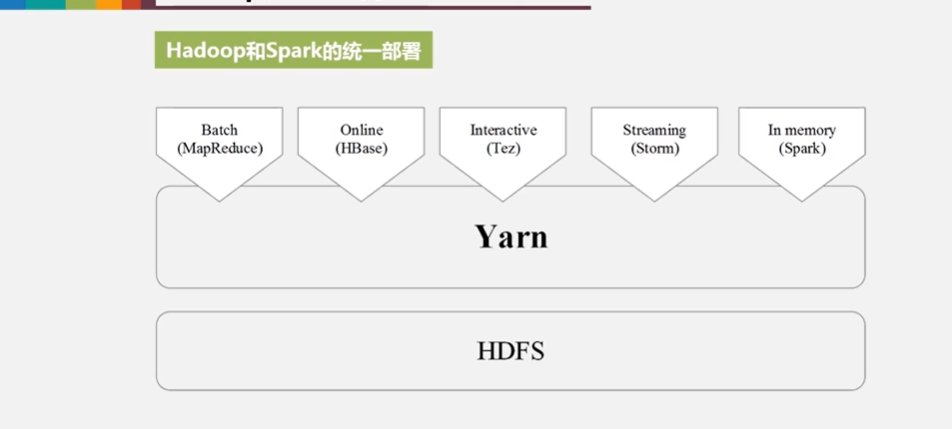 Hadoop和Spark的统一部署
Batch
(MapReduce)
Online
(HBase)
Interactive
(Tez)
Streaming
(Storm)
In memory
(Spark)
Yarn
HDFS